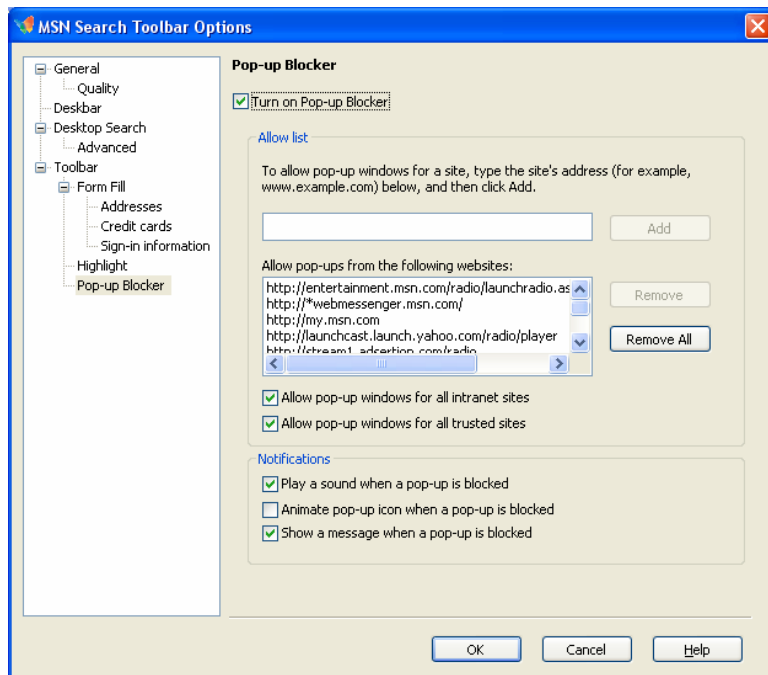 MSN Search Toolbar Options
General
Quality
Deskbar
Desktop Search
Advanced
Toolbar
Form Fill
Addresses
Credit cards
Sign-in information
Highlight
Pop-up Blocker
Pop-up Blocker
Turn on Pop-up Blocker
Allow list
To allow pop-up windows for a site, type the site's address (for example,
www.example.com) below, and then click Add.
Add
Allow pop-ups from the following websites:
http://entertainment.msn.com/radio/launchradio.as
http://*webmessenger.msn.com/
http://my.msn.com
http://launchcast.launch.yahoo.com/radio/player
http://stream1.adsertion.com/radio
Remove
Remove All
Allow pop-up windows for all intranet sites
Allow pop-up windows for all trusted sites
Notifications
Play a sound when a pop-up is blocked
Animate pop-up icon when a pop-up is blocked
Show a message when a pop-up is blocked
OK
Cancel
Help